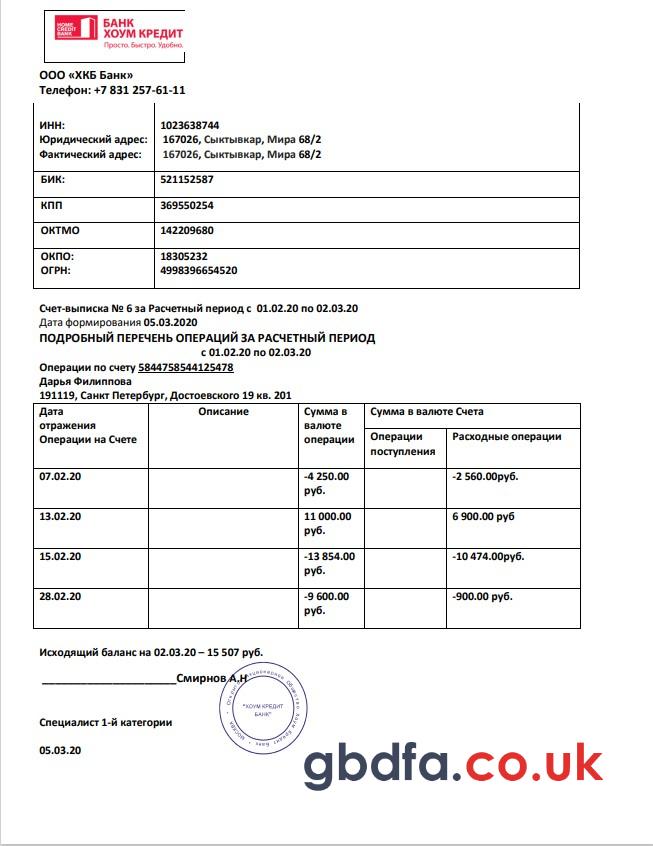 HOME CREDIT BANK
БАНК
ХОУМ КРЕДИТ
Просто. Быстро. Удобно.
ООО «ХКБ Банк»
Телефон: +7 831 257-61-11
ИНН: 1023638744
Юридический адрес: 167026, Сыктывкар, Мира 68/2
Фактический адрес: 167026, Сыктывкар, Мира 68/2
БИК: 521152587
КПП 369550254
ОКТМО 142209680
ОКПО: 18305232
ОГРН: 4998396654520
Счет-выписка № 6 за Расчетный период с 01.02.20 по 02.03.20
Дата формирования 05.03.2020
ПОДРОБНЫЙ ПЕРЕЧЕНЬ ОПЕРАЦИЙ ЗА РАСЧЕТНЫЙ ПЕРИОД
с 01.02.20 по 02.03.20
Операции по счету 5844758544125478
Дарья Филиппова
191119, Санкт Петербург, Достоевского 19 кв. 201
Дата отражения Операции на Счете Описание Сумма в валюте операции Сумма в валюте Счета
Операции поступления Расходные операции
07.02.20 -4 250.00 руб. -2 560.00руб.
13.02.20 11 000.00 руб. 6 900.00 руб
15.02.20 -13 854.00 руб. -10 474.00руб.
28.02.20 -9 600.00 руб. -900.00 руб.
Исходящий баланс на 02.03.20 – 15 507 руб.
____________________Смирнов А.Н
"ХОУМ КРЕДИТ
БАНК"
Специалист 1-й категории
05.03.20
gbdfa.co.uk